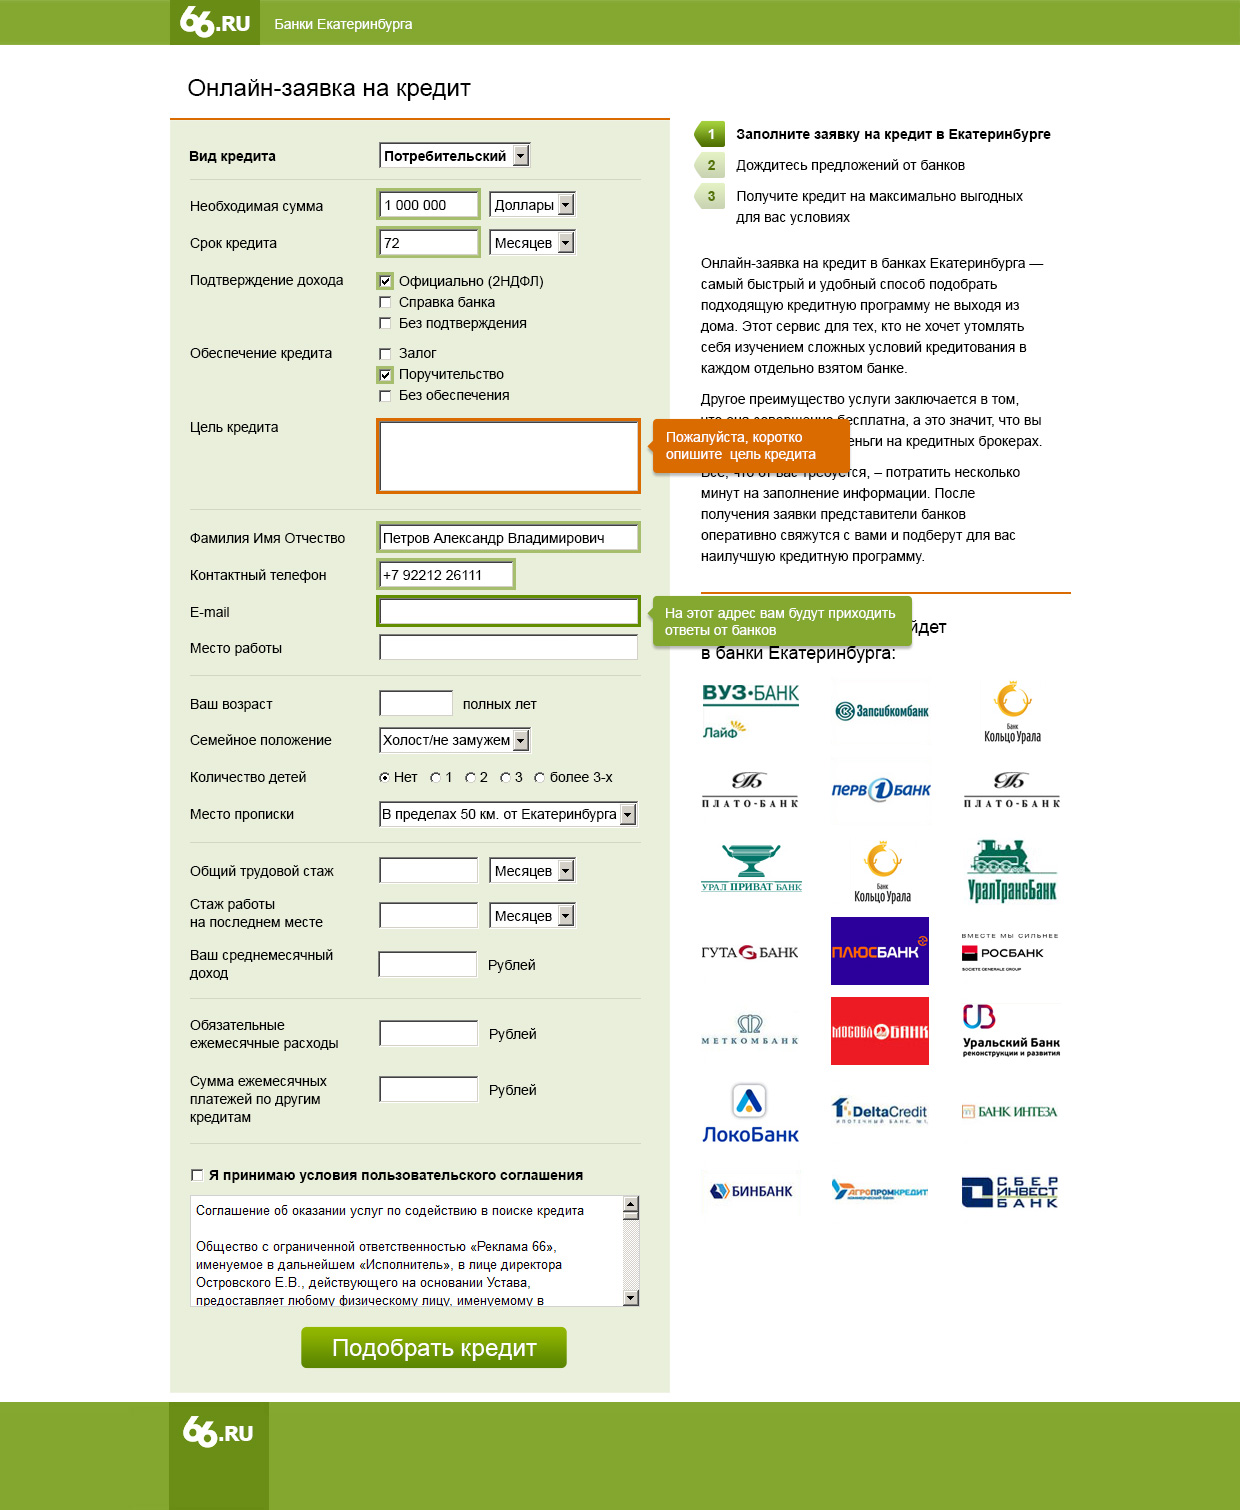 66.RU Банки Екатеринбурга
Онлайн-заявка на кредит
Вид кредита Потребительский
Необходимая сумма 1 000 000 Доллары
Срок кредита 72 Месяцев
Подтверждение дохода Официально (2НДФЛ)
Справка банка
Без подтверждения
Обеспечение кредита Залог
Поручительство
Без обеспечения
Цель кредита
Пожалуйста, коротко
опишите цель кредита
Фамилия Имя Отчество Петров Александр Владимирович
Контактный телефон +7 92212 26111
E-mail
На этот адрес вам будут приходить
ответы от банков
Место работы
Ваш возраст полных лет
Семейное положение Холост/не замужем
Количество детей Нет 1 2 3 более 3-х
Место прописки В пределах 50 км. от Екатеринбурга
Общий трудовой стаж Месяцев
Стаж работы
на последнем месте Месяцев
Ваш среднемесячный
доход Рублей
Обязательные
ежемесячные расходы Рублей
Сумма ежемесячных
платежей по другим
кредитам Рублей
Я принимаю условия пользовательского соглашения
Соглашение об оказании услуг по содействию в поиске кредита
Общество с ограниченной ответственностью «Реклама 66»,
именуемое в дальнейшем «Исполнитель», в лице директора
Островского Е.В., действующего на основании Устава,
предоставляет любому физическому лицу, именуемому в
Подобрать кредит
1 Заполните заявку на кредит в Екатеринбурге
2 Дождитесь предложений от банков
3 Получите кредит на максимально выгодных
для вас условиях
Онлайн-заявка на кредит в банках Екатеринбурга —
самый быстрый и удобный способ подобрать
подходящую кредитную программу не выходя из
дома. Этот сервис для тех, кто не хочет утомлять
себя изучением сложных условий кредитования в
каждом отдельно взятом банке.
Другое преимущество услуги заключается в том,
что она совершенно бесплатна, а это значит, что вы
еньги на кредитных брокерах.
Все, что от вас требуется, – потратить несколько
минут на заполнение информации. После
получения заявки представители банков
оперативно свяжутся с вами и подберут для вас
наилучшую кредитную программу.
йдет
в банки Екатеринбурга:
ВУЗ-БАНК
Лайф
Запсибкомбанк
Банк
Кольцо Урала
ПЛАТО-БАНК
ПЕРВ1БАНК
ПЛАТО-БАНК
УРАЛ ПРИВАТ БАНК
Банк
Кольцо Урала
УралТрансБанк
ГУТА БАНК
ПЛЮСБАНК
ВМЕСТЕ МЫ СИЛЬНЕЕ
РОСБАНК
SOCIETE GENERALE GROUP
МЕТКОМБАНК
МОСОБЛБАНК
Уральский Банк
реконструкции и развития
ЛокоБанк
DeltaCredit
ИПОТЕЧНЫЙ БАНК. №1.
БАНК ИНТЕЗА
БИНБАНК
АГРОПРОМКРЕДИТ
коммерческий банк
СБЕР
ИНВЕСТ
БАНК
66.RU